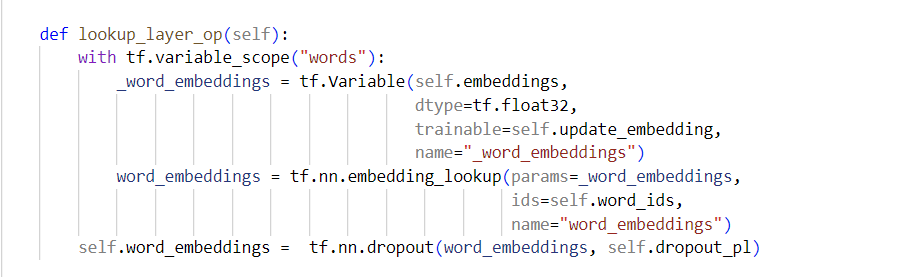 def lookup_layer_op(self):
    with tf.variable_scope("words"):
        _word_embeddings = tf.Variable(self.embeddings,
                                       dtype=tf.float32,
                                       trainable=self.update_embedding,
                                       name="_word_embeddings")
        word_embeddings = tf.nn.embedding_lookup(params=_word_embeddings,
                                                 ids=self.word_ids,
                                                 name="word_embeddings")
    self.word_embeddings =  tf.nn.dropout(word_embeddings, self.dropout_pl)